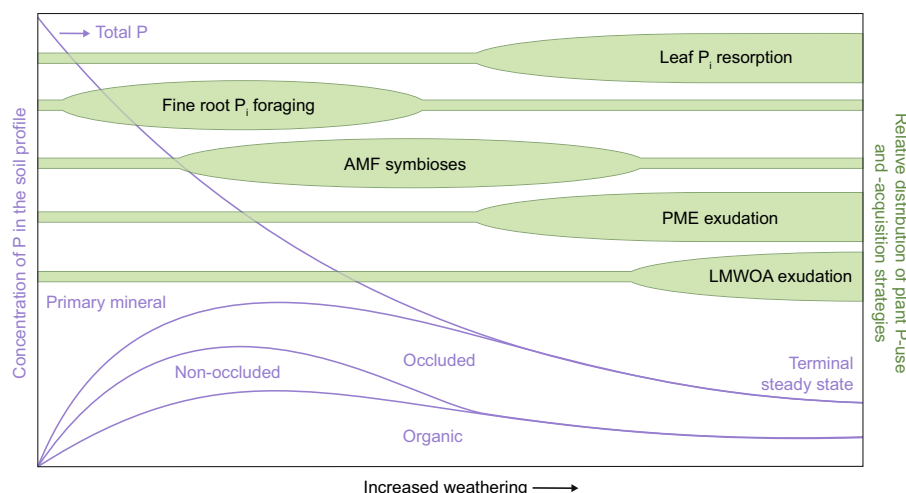 Total P
Leaf Pi resorption
Fine root Pi foraging
AMF symbioses
PME exudation
LMWOA exudation
Primary mineral
Non-occluded
Occluded
Organic
Terminal
steady state
Concentration of P in the soil profile
Relative distribution of plant P-use
and -acquisition strategies
Increased weathering